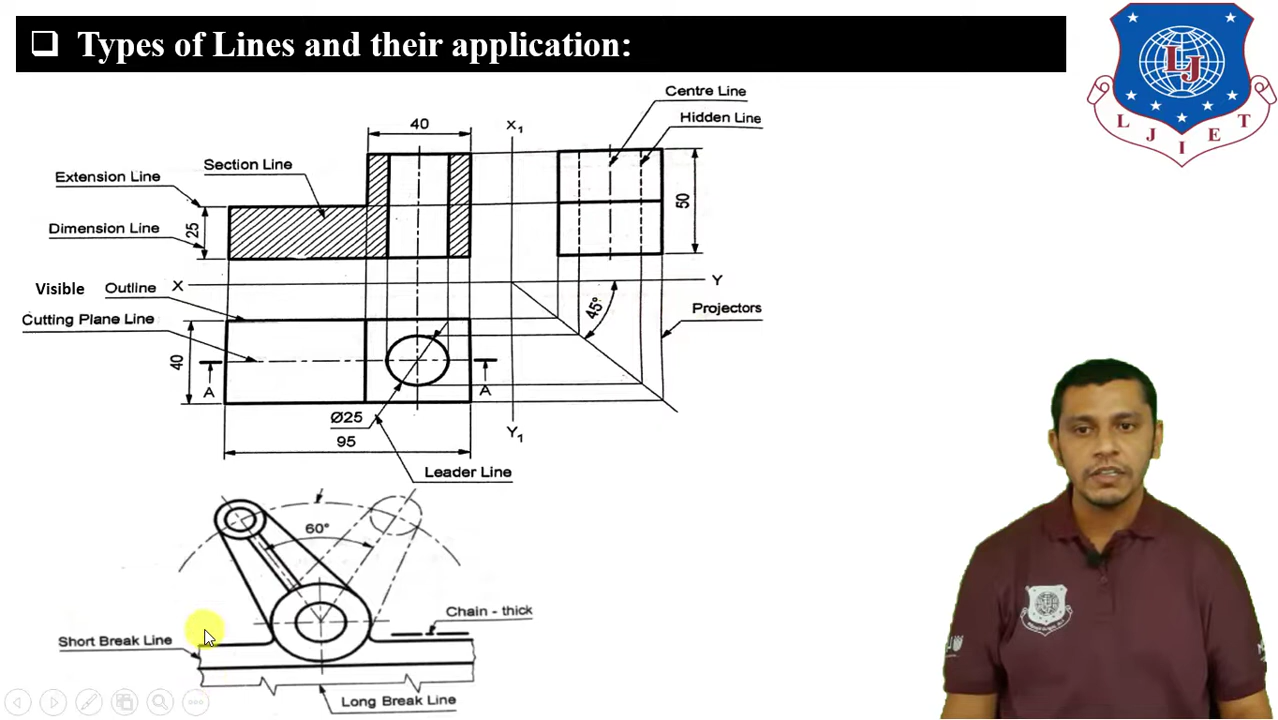 Types of Lines and their application:
L J I E T
LJ
Centre Line
Hidden Line
40
X1
Section Line
Extension Line
Dimension Line
25
50
Visible Outline
X
Y
Cutting Plane Line
45°
Projectors
40
A
A
Ø25
95
Y1
Leader Line
60°
Chain - thick
Short Break Line
Long Break Line